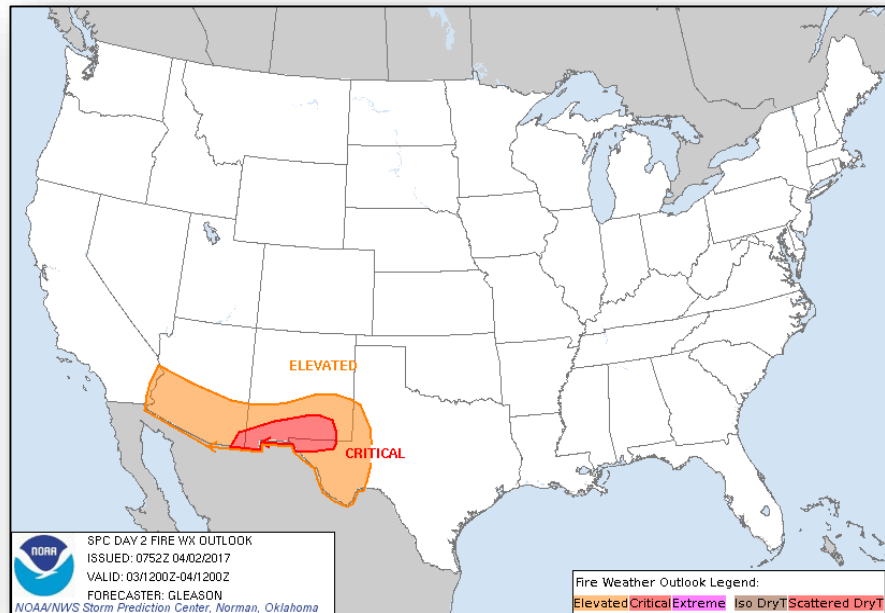 ELEVATED
CRITICAL
NOAA
SPC DAY 2 FIRE WX OUTLOOK
ISSUED: 0752Z 04/02/2017
VALID: 03/1200Z-04/1200Z
FORECASTER: GLEASON
NOAA/NWS Storm Prediction Center, Norman, Oklahoma
Fire Weather Outlook Legend:
Elevated Critical Extreme Iso DryT Scattered DryT